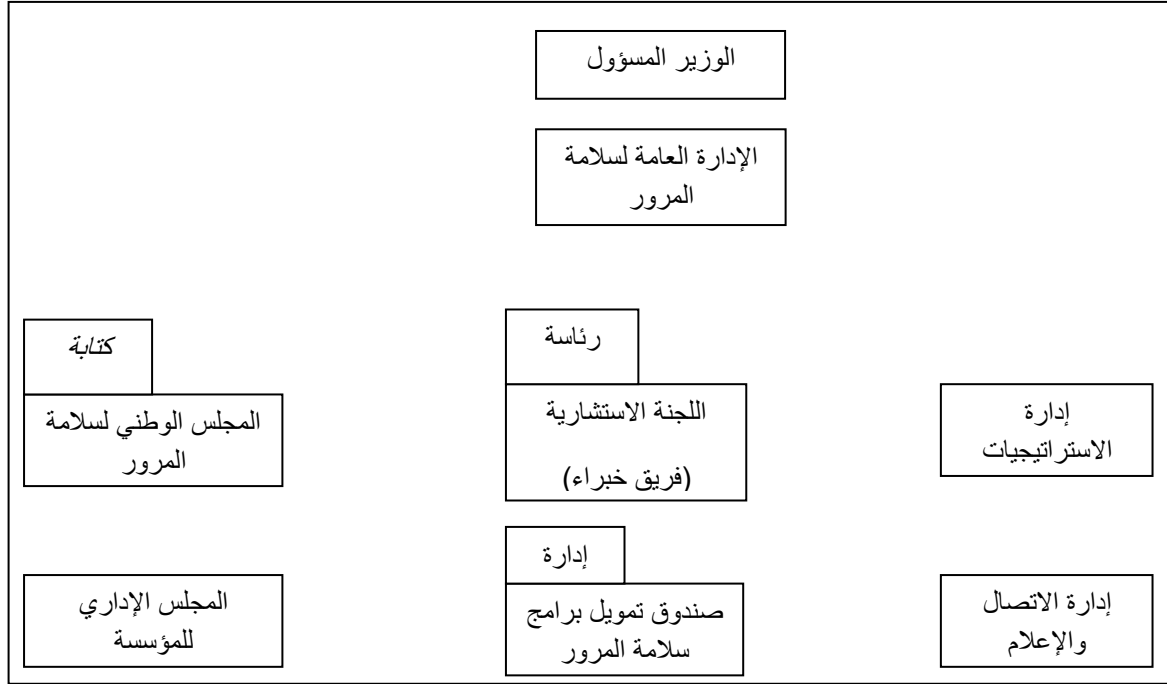 الوزير المسؤول
الإدارة العامة لسلامة
المرور
رئاسة
كتابة
إدارة
الاستراتيجيات
اللجنة الاستشارية
(فريق خبراء)
المجلس الوطني لسلامة
المرور
إدارة
إدارة الاتصال
والإعلام
صندوق تمويل برامج
سلامة المرور
المجلس الإداري
للمؤسسة